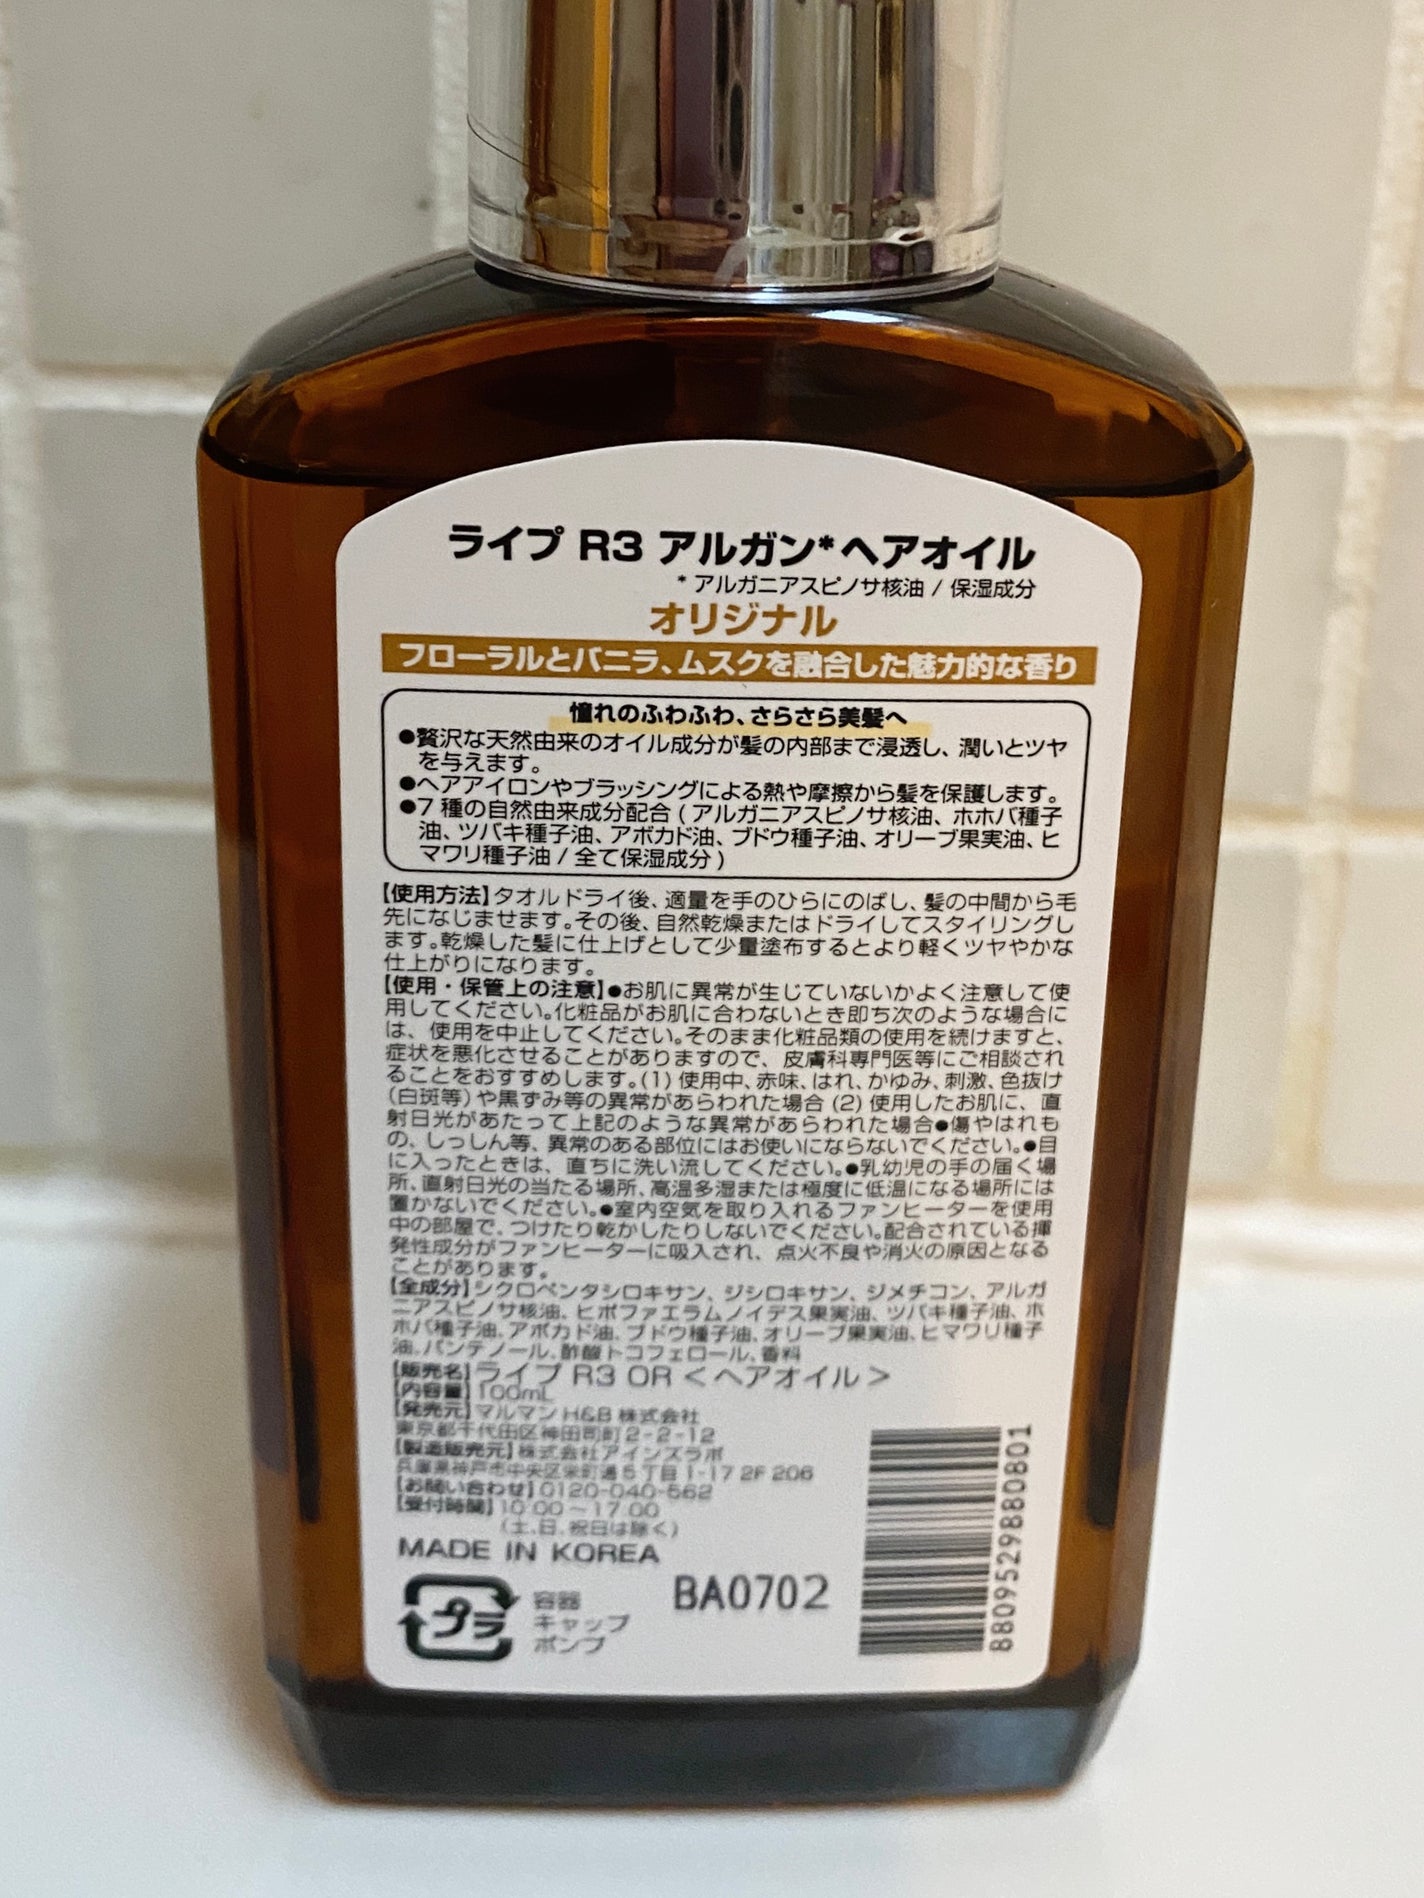 ライプ R3 アルガン*ヘアオイル
* アルガニアスピノサ核油 / 保湿成分
オリジナル
フローラルとバニラ、ムスクを融合した魅力的な香り
憧れのふわふわ、さらさら美髪へ
●贅沢な天然由来のオイル成分が髪の内部まで浸透し、潤いとツヤ
を与えます。
●ヘアアイロンやブラッシングによる熱や摩擦から髪を保護します。
●7 種の自然由来成分配合 ( アルガニアスピノサ核油、ホホバ種子
油、ツバキ種子油、アボカド油、ブドウ種子油、オリーブ果実油、ヒ
マワリ種子油 / 全て保湿成分 )
【使用方法】タオルドライ後、適量を手のひらにのばし、髪の中間から毛
先になじませます。その後、自然乾燥またはドライしてスタイリングし
ます。乾燥した髪に仕上げとして少量塗布するとより軽くツヤやかな
仕上がりになります。
【使用・保管上の注意】●お肌に異常が生じていないかよく注意して使
用してください。化粧品がお肌に合わないとき即ち次のような場合に
は、使用を中止してください。そのまま化粧品類の使用を続けますと、
症状を悪化させることがありますので、皮膚科専門医等にご相談され
ることをおすすめします。(1) 使用中、赤味、はれ、かゆみ、刺激、色抜け
（白斑等）や黒ずみ等の異常があらわれた場合 (2) 使用したお肌に、直
射日光があたって上記のような異常があらわれた場合●傷やはれも
の、しっしん等、異常のある部位にはお使いにならないでください。●目
に入ったときは、直ちに洗い流してください。●乳幼児の手の届く場
所、直射日光の当たる場所、高温多湿または極度に低温になる場所には
置かないでください。●室内空気を取り入れるファンヒーターを使用
中の部屋で、つけたり乾かしたりしないでください。配合されている揮
発性成分がファンヒーターに吸入され、点火不良や消火の原因となる
ことがあります。
【全成分】シクロペンタシロキサン、ジシロキサン、ジメチコン、アルガ
ニアスピノサ核油、ヒポファエラムノイデス果実油、ツバキ種子油、ホ
ホバ種子油、アボカド油、ブドウ種子油、オリーブ果実油、ヒマワリ種子
油、パンテノール、酢酸トコフェロール、香料
【販売名】ライプ R3 OR < ヘアオイル >
【内容量】100mL
【発売元】マルマン H&B 株式会社
東京都千代田区神田司町 2-2-12
【製造販売元】株式会社アインズラボ
兵庫県神戸市中央区栄町通 5 丁目 1-17 2F 206
【お問い合わせ】0120-040-562
【受付時間】10:00～17:00
(土、日、祝日は除く)
MADE IN KOREA
プラ
容器
キャップ
ポンプ
BA0702
8809529880801